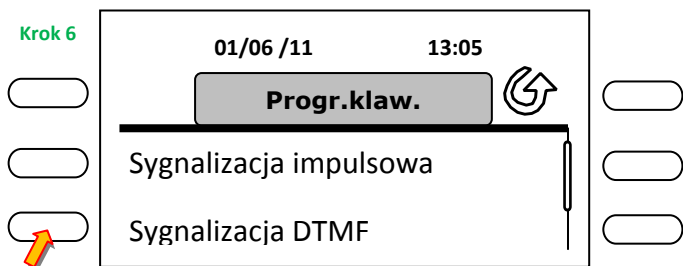 Krok 6
01/06 /11 13:05
Progr.klaw.
Sygnalizacja impulsowa
Sygnalizacja DTMF